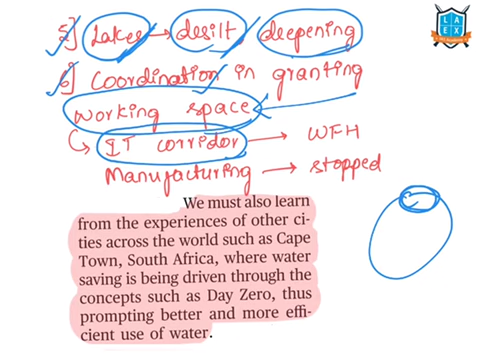 5] Lakes → desilt deepening
6] Coordination in granting
working space
IT corridor → WFH
Manufacturing → stopped
We must also learn
from the experiences of other ci-
ties across the world such as Cape
Town, South Africa, where water
saving is being driven through the
concepts such as Day Zero, thus
prompting better and more effi-
cient use of water.
L A
E X